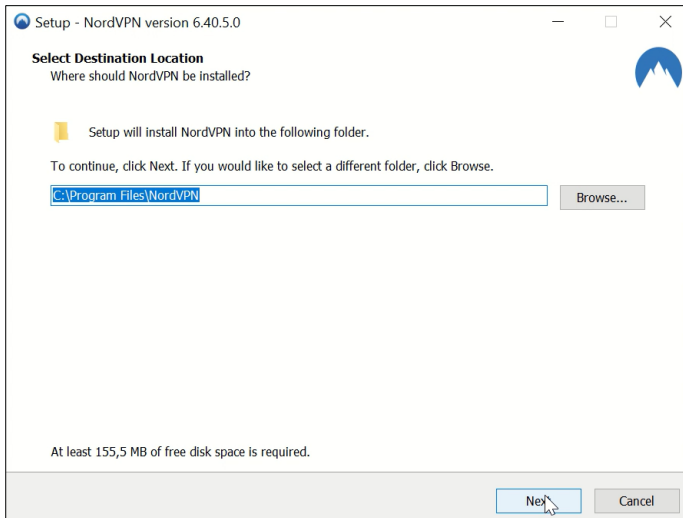 Setup - NordVPN version 6.40.5.0
Select Destination Location
Where should NordVPN be installed?
Setup will install NordVPN into the following folder.
To continue, click Next. If you would like to select a different folder, click Browse.
C:\Program Files\NordVPN
Browse...
At least 155,5 MB of free disk space is required.
Next
Cancel